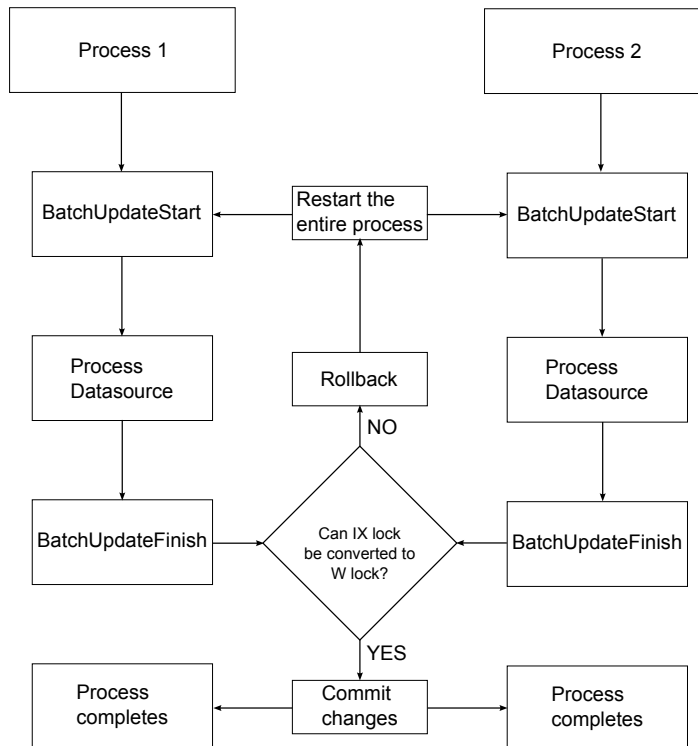 Process 1
Process 2
BatchUpdateStart
Restart the
entire process
BatchUpdateStart
Process
Datasource
Rollback
Process
Datasource
NO
BatchUpdateFinish
Can IX lock
be converted to
W lock?
BatchUpdateFinish
YES
Process
completes
Commit
changes
Process
completes